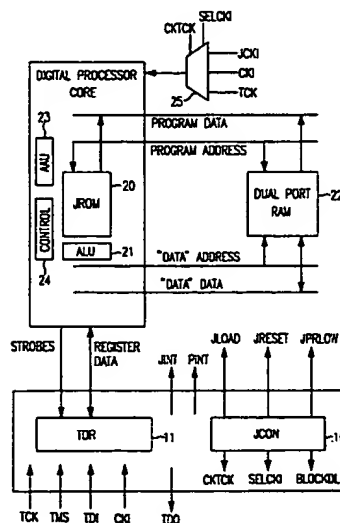 SELCKI
CKTCK
JCKI
CKI
TCK
25
DIGITAL PROCESSOR
CORE
23
AAU
PROGRAM DATA
PROGRAM ADDRESS
JROM
20
DUAL PORT
RAM
22
CONTROL
24
ALU
21
"DATA" ADDRESS
"DATA" DATA
STROBES
REGISTER
DATA
JINT
PINT
JLOAD
JRESET
JPRLOW
TDR
11
JCON
CKTCK
SELCKI
TCK
TMS
TDI
CKI
TDO